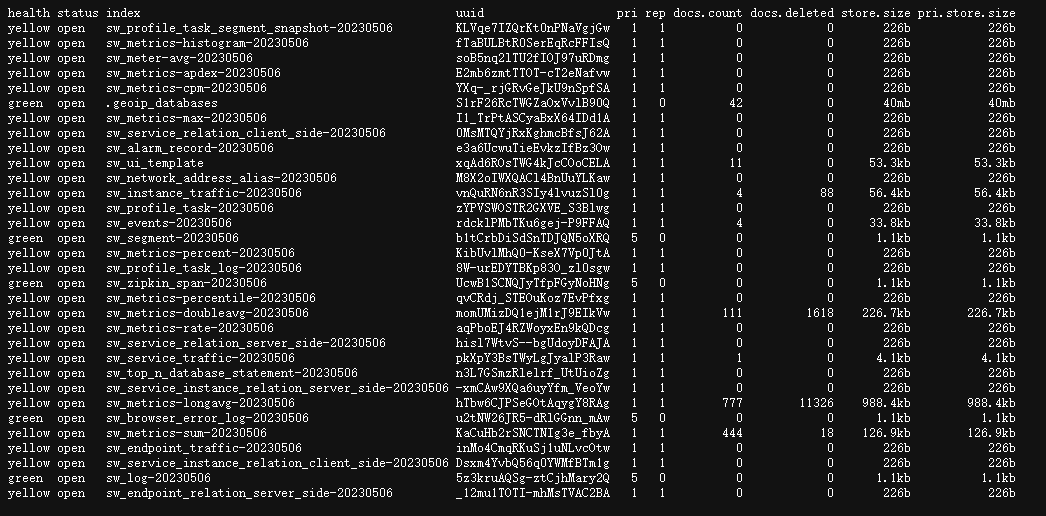 health status index uuid pri rep docs.count docs.deleted store.size pri.store.size
yellow open sw_profile_task_segment_snapshot-20230506 KLVqe7IZQrKtOnPNaVgjGw 1 1 0 0 226b 226b
yellow open sw_metrics-histogram-20230506 fTaBULBtROSerEqRcFFIsQ 1 1 0 0 226b 226b
yellow open sw_meter-avg-20230506 soB5nq2lTU2fIOJ97uRDmg 1 1 0 0 226b 226b
yellow open sw_metrics-apdex-20230506 E2mb6zmtTTOT-cT2eNafvw 1 1 0 0 226b 226b
yellow open sw_metrics-cpm-20230506 YXq-_rjGRvGeJkU9nSpfSA 1 1 0 0 226b 226b
green open .geoip_databases S1rF26RcTWGZaOxVvlB90Q 1 0 42 0 40mb 40mb
yellow open sw_metrics-max-20230506 I1_TrPtASCyaBxX64IDd1A 1 1 0 0 226b 226b
yellow open sw_service_relation_client_side-20230506 0MsMTQYjRxKghmcBfsJ62A 1 1 0 0 226b 226b
yellow open sw_alarm_record-20230506 e3a6UcwuTieEvkzIfBz3Ow 1 1 0 0 226b 226b
yellow open sw_ui_template xqAd6ROsTWG4kJcCOoCELA 1 1 11 0 53.3kb 53.3kb
yellow open sw_network_address_alias-20230506 M8X2oIWXQACl4BnUuYLKaw 1 1 0 0 226b 226b
yellow open sw_instance_traffic-20230506 vnQuRN6nR3SIy4lvuzSlOg 1 1 4 88 56.4kb 56.4kb
yellow open sw_profile_task-20230506 zYPVSWOSTR2GXVE_S3Blwg 1 1 0 0 226b 226b
yellow open sw_events-20230506 rdcklPMbTKu6gej-P9FFAQ 1 1 4 0 33.8kb 33.8kb
green open sw_segment-20230506 b1tCrbDiSdSnTDJQN5oXRQ 5 0 0 0 1.1kb 1.1kb
yellow open sw_metrics-percent-20230506 KibUvlMhQ0-KseX7VpOJtA 1 1 0 0 226b 226b
yellow open sw_profile_task_log-20230506 8W-urEDYTBKp83O_zlOsgw 1 1 0 0 226b 226b
green open sw_zipkin_span-20230506 UcwB1SCNQJyTfpFGyNoHNg 5 0 0 0 1.1kb 1.1kb
yellow open sw_metrics-percentile-20230506 qvCRdj_STEOuKoz7EvPfxg 1 1 0 0 226b 226b
yellow open sw_metrics-doubleavg-20230506 momUMizDQ1ejM1rJ9EIkVw 1 1 111 1618 226.7kb 226.7kb
yellow open sw_metrics-rate-20230506 aqPboEJ4RZWoyxEn9kQDcg 1 1 0 0 226b 226b
yellow open sw_service_relation_server_side-20230506 hisl7WtvS--bgUdoyDFAJA 1 1 0 0 226b 226b
yellow open sw_service_traffic-20230506 pkXpY3BsTWyLgJyalP3Raw 1 1 1 0 4.1kb 4.1kb
yellow open sw_top_n_database_statement-20230506 n3L7GSmzRlelrf_UtUioZg 1 1 0 0 226b 226b
yellow open sw_service_instance_relation_server_side-20230506 -xmCAw9XQa6uyYfm_VeoYw 1 1 0 0 226b 226b
yellow open sw_metrics-longavg-20230506 hTbw6CJPSeGOtAqygY8RAg 1 1 777 11326 988.4kb 988.4kb
green open sw_browser_error_log-20230506 u2tNW26JR5-dRlGGnn_mAw 5 0 0 0 1.1kb 1.1kb
yellow open sw_metrics-sum-20230506 KaCuHb2rSNCTNIg3e_fbyA 1 1 444 18 126.9kb 126.9kb
yellow open sw_endpoint_traffic-20230506 inMo4CmqRKuSj1uNLvcOtw 1 1 0 0 226b 226b
yellow open sw_service_instance_relation_client_side-20230506 Dsxm4YvbQ56q0YWMfBTm1g 1 1 0 0 226b 226b
green open sw_log-20230506 5z3kruAQSg-ztCjhMary2Q 5 0 0 0 1.1kb 1.1kb
yellow open sw_endpoint_relation_server_side-20230506 _12mu1TOTI-mhMsTVAC2BA 1 1 0 0 226b 226b